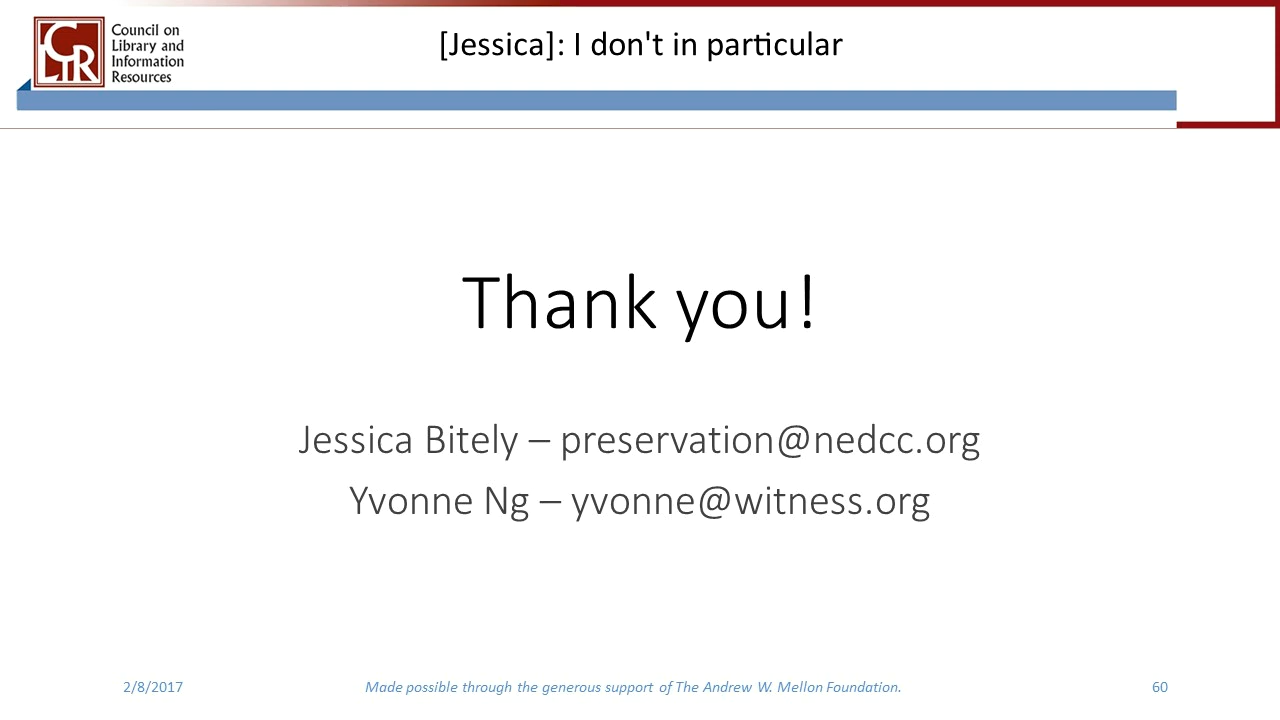 CLIR
Council on
Library and
Information
Resources
[Jessica]: I don't in particular
Thank you!
Jessica Bitely – preservation@nedcc.org
Yvonne Ng – yvonne@witness.org
2/8/2017
Made possible through the generous support of The Andrew W. Mellon Foundation.
60